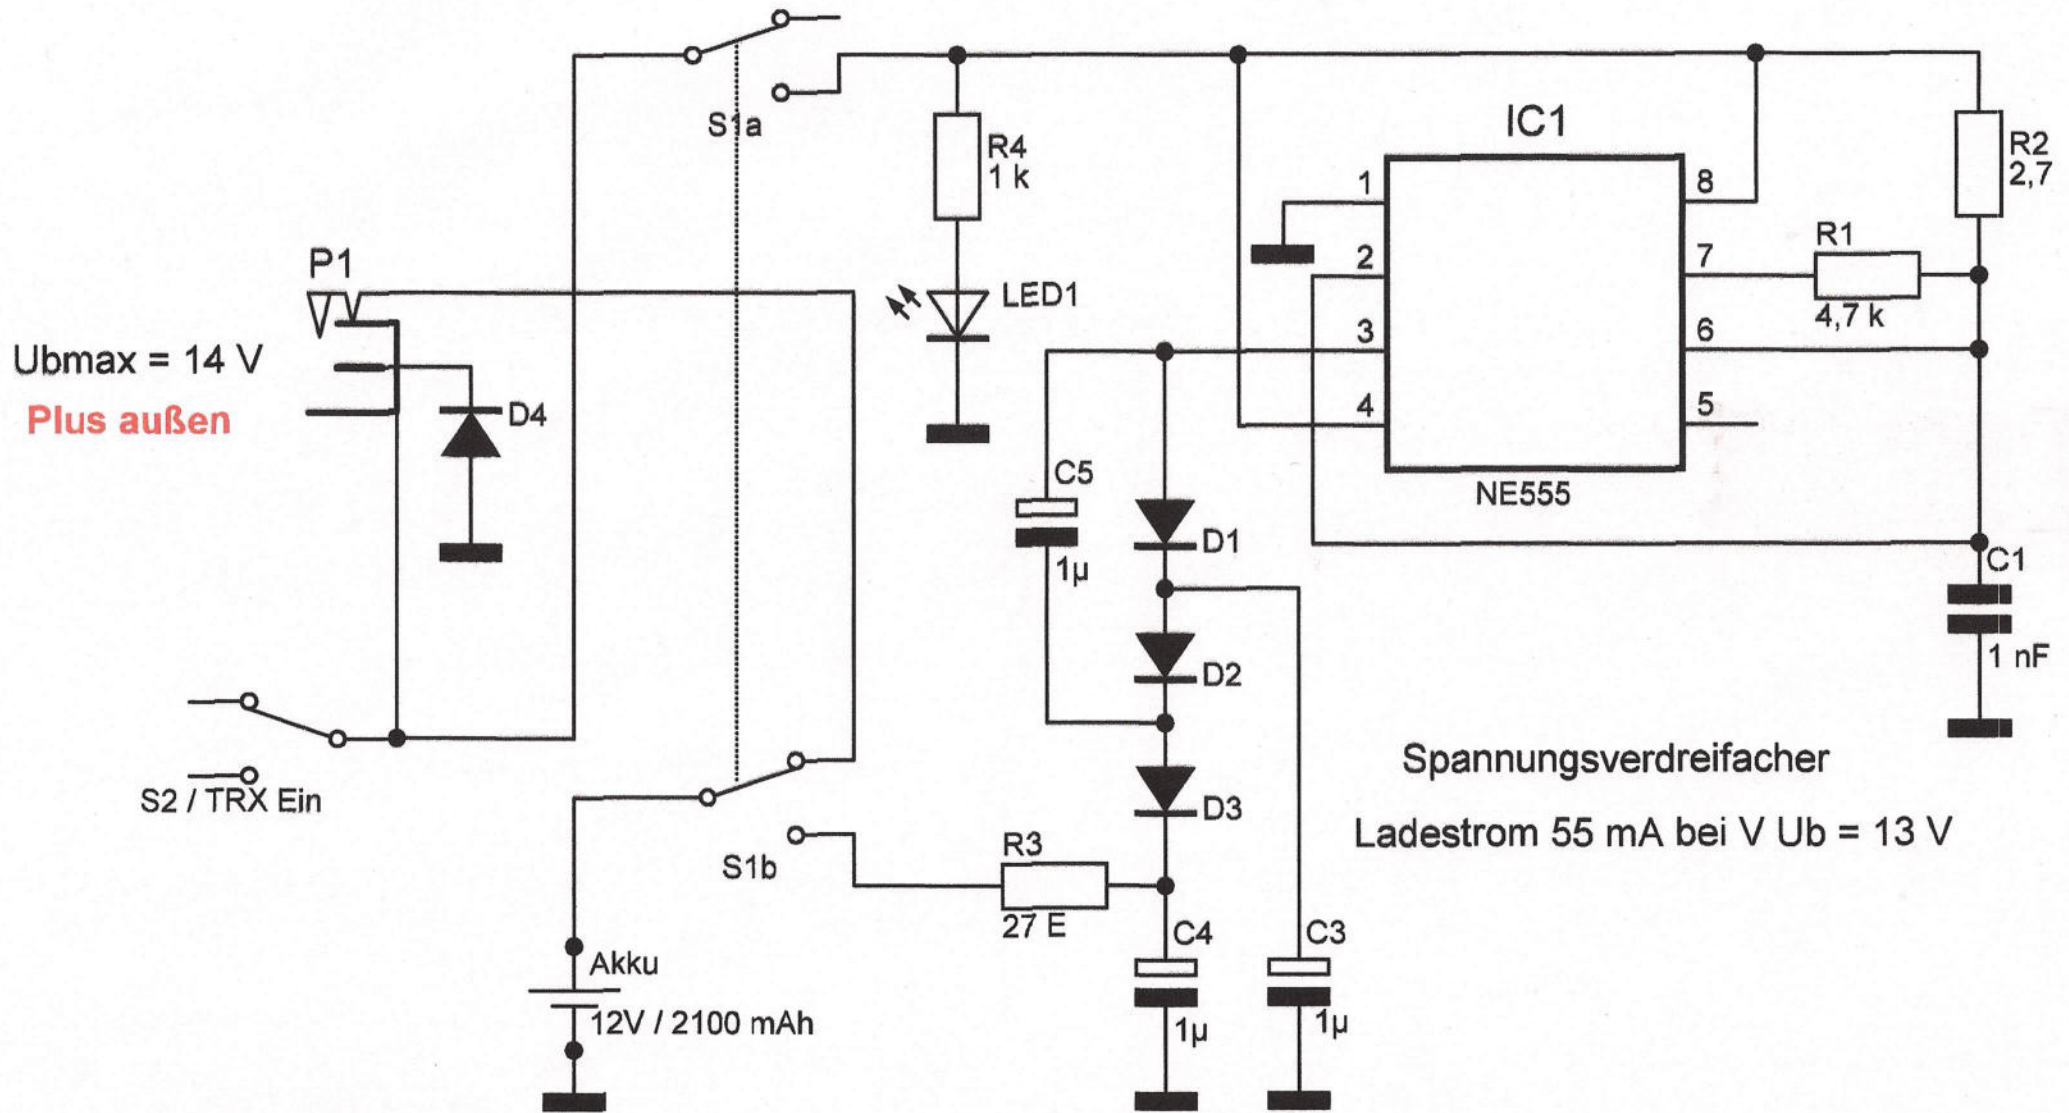 S1a
R4
1 k
IC1
R2
2,7
1
2
3
4
8
7
6
5
R1
4,7 k
P1
LED1
Ubmax = 14 V
Plus außen
D4
C5
1µ
D1
NE555
C1
1 nF
D2
S2 / TRX Ein
D3
Spannungsverdreifacher
Ladestrom 55 mA bei V Ub = 13 V
S1b
R3
27 E
C4
1µ
C3
1µ
Akku
12V / 2100 mAh